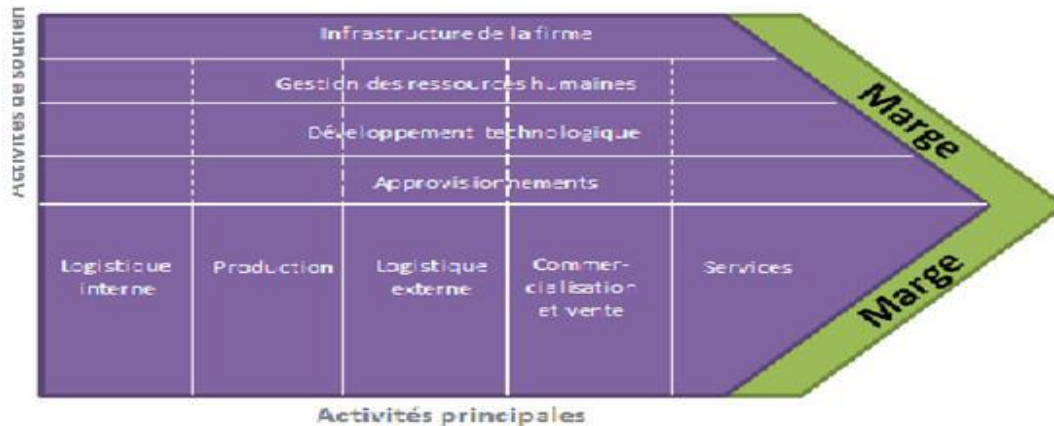 Activités de soutien
Infrastructure de la firme
Gestion des ressources humaines
Développement technologique
Approvisionnements
Marge
Logistique
interne
Production
Logistique
externe
Commer-
cialisation
et vente
Services
Marge
Activités principales